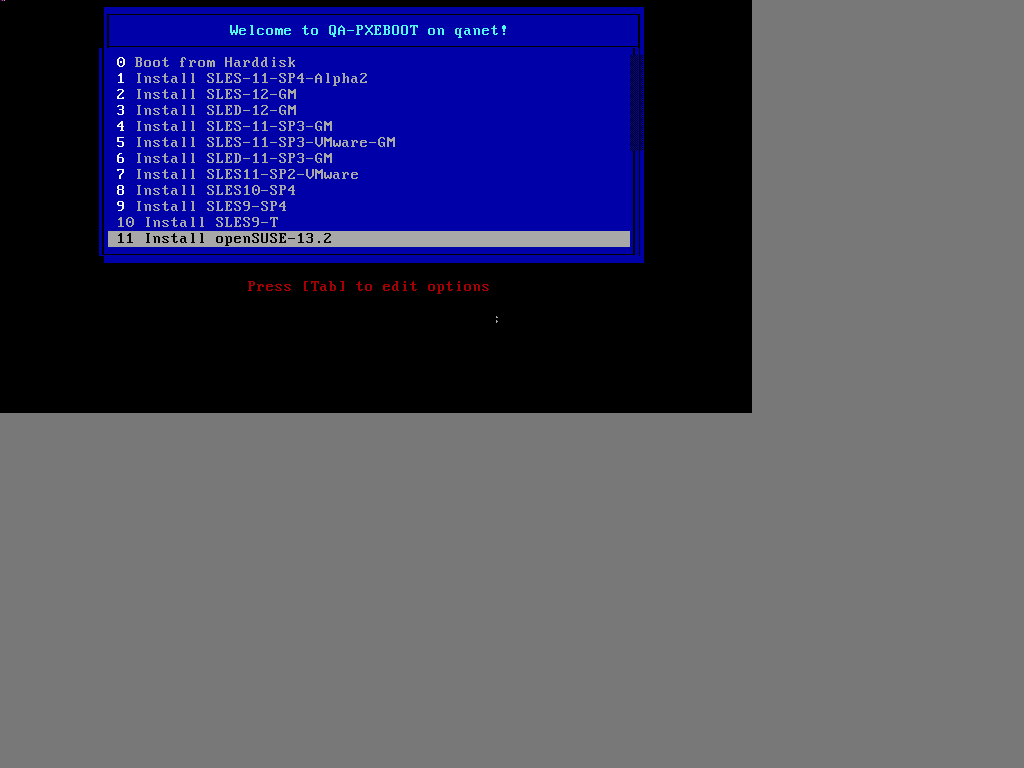 Welcome to QA-PXEBOOT on qanet!
0 Boot from Harddisk
1 Install SLES-11-SP4-Alpha2
2 Install SLES-12-GM
3 Install SLED-12-GM
4 Install SLES-11-SP3-GM
5 Install SLES-11-SP3-VMware-GM
6 Install SLED-11-SP3-GM
7 Install SLES11-SP2-VMware
8 Install SLES10-SP4
9 Install SLES9-SP4
10 Install SLES9-T
11 Install openSUSE-13.2
Press [Tab] to edit options
;